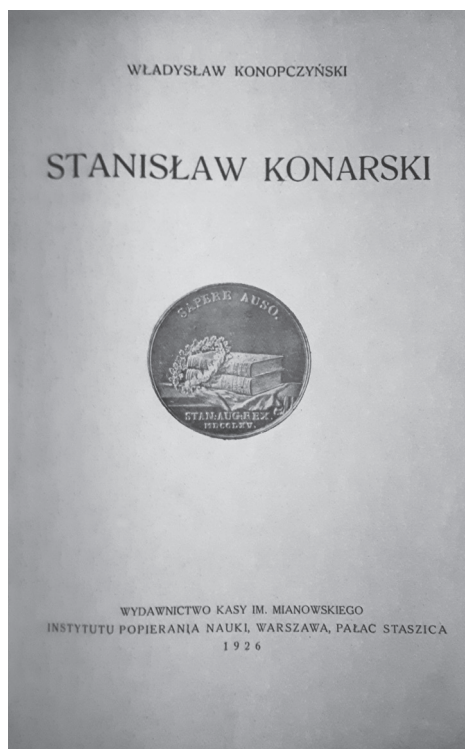 WŁADYSŁAW KONOPCZYŃSKI
STANISŁAW KONARSKI
SAPERE AUSO.
STAN:AUG:REX.
MDCCLXV.
WYDAWNICTWO KASY IM. MIANOWSKIEGO
INSTYTUTU POPIERANIA NAUKI, WARSZAWA, PAŁAC STASZICA
1926